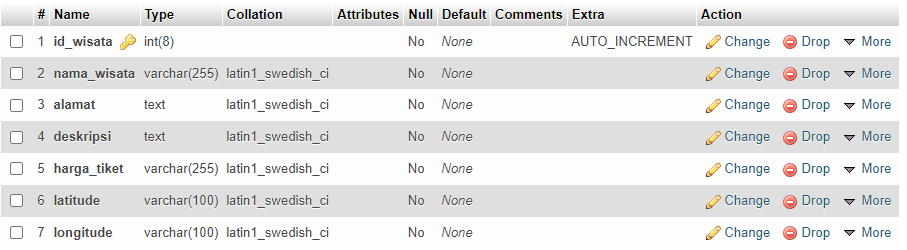 # Name Type Collation Attributes Null Default Comments Extra Action
1 id_wisata int(8) No None AUTO_INCREMENT Change Drop More
2 nama_wisata varchar(255) latin1_swedish_ci No None Change Drop More
3 alamat text latin1_swedish_ci No None Change Drop More
4 deskripsi text latin1_swedish_ci No None Change Drop More
5 harga_tiket varchar(255) latin1_swedish_ci No None Change Drop More
6 latitude varchar(100) latin1_swedish_ci No None Change Drop More
7 longitude varchar(100) latin1_swedish_ci No None Change Drop More